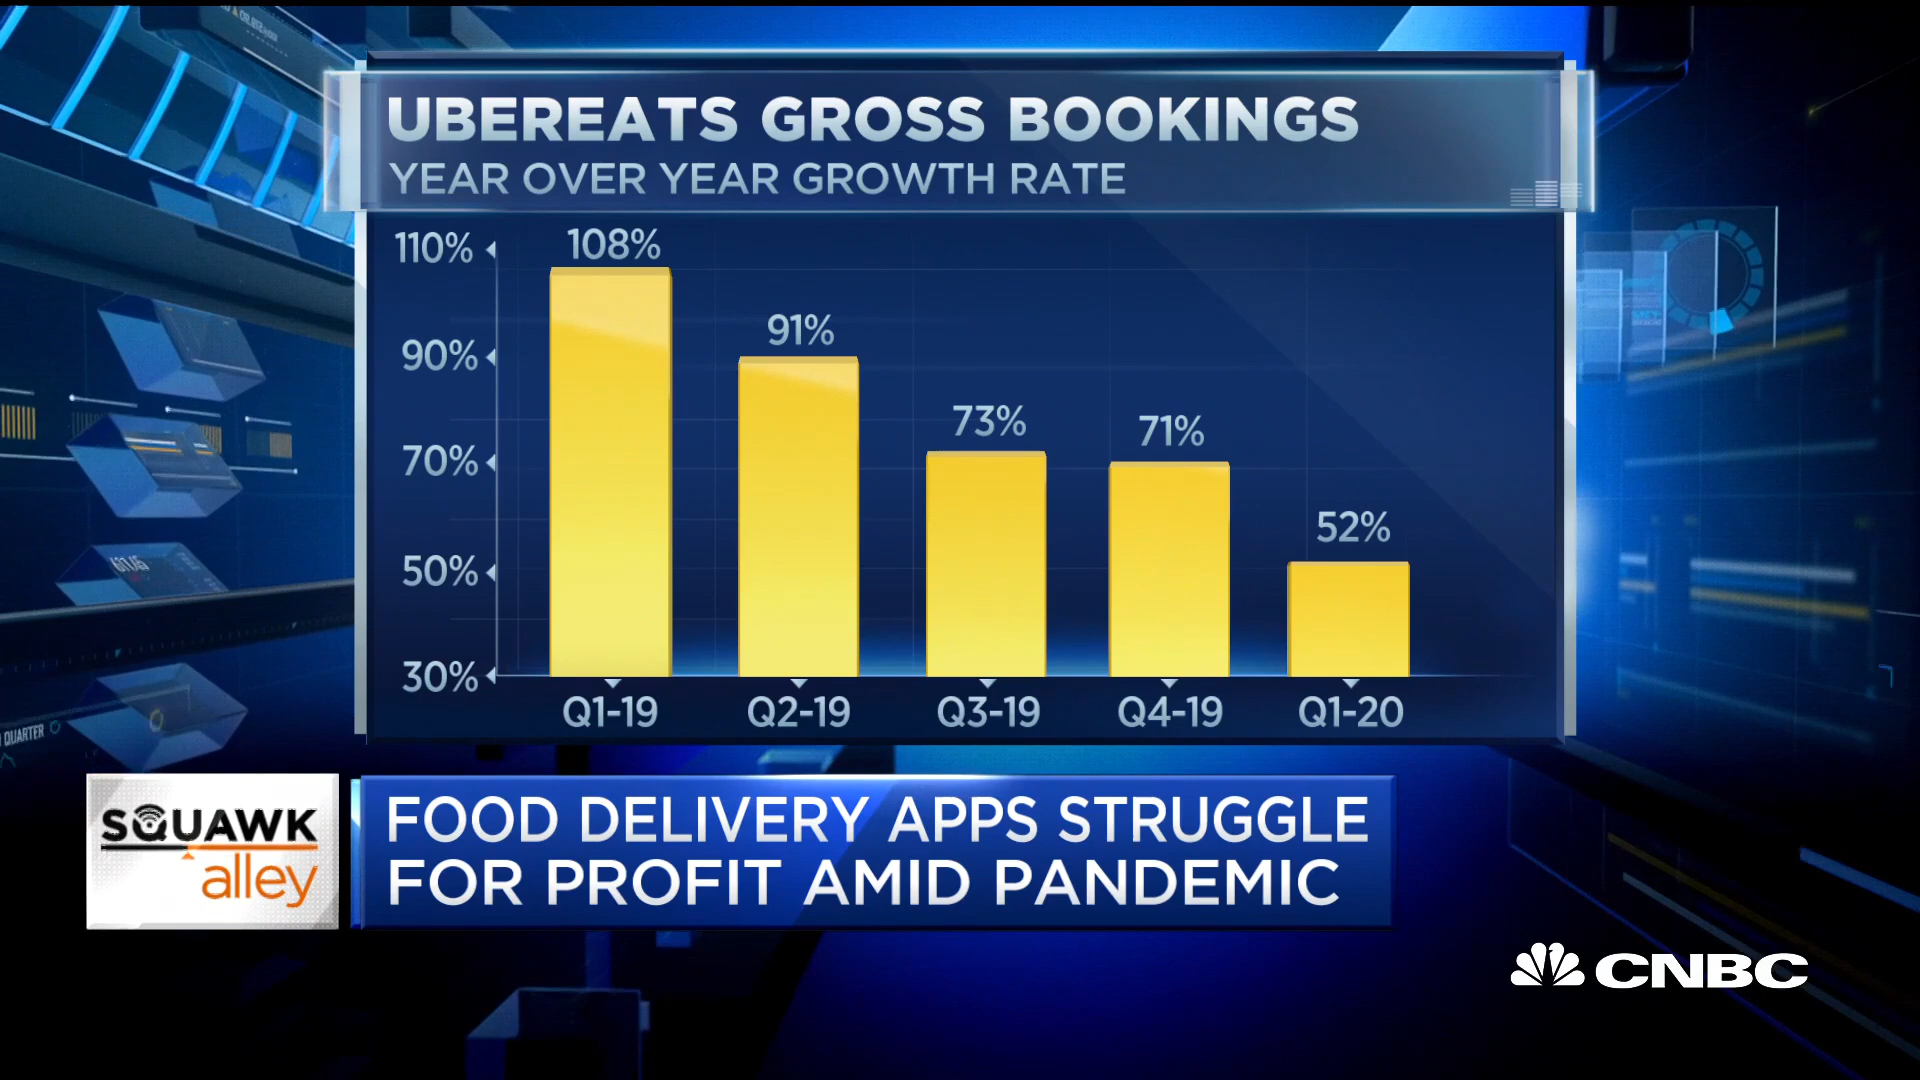 UBEREATS GROSS BOOKINGS
YEAR OVER YEAR GROWTH RATE
110%
90%
70%
50%
30%
108%
91%
73%
71%
52%
Q1-19
Q2-19
Q3-19
Q4-19
Q1-20
QUARTER
SQUAWK
alley
FOOD DELIVERY APPS STRUGGLE
FOR PROFIT AMID PANDEMIC
CNBC